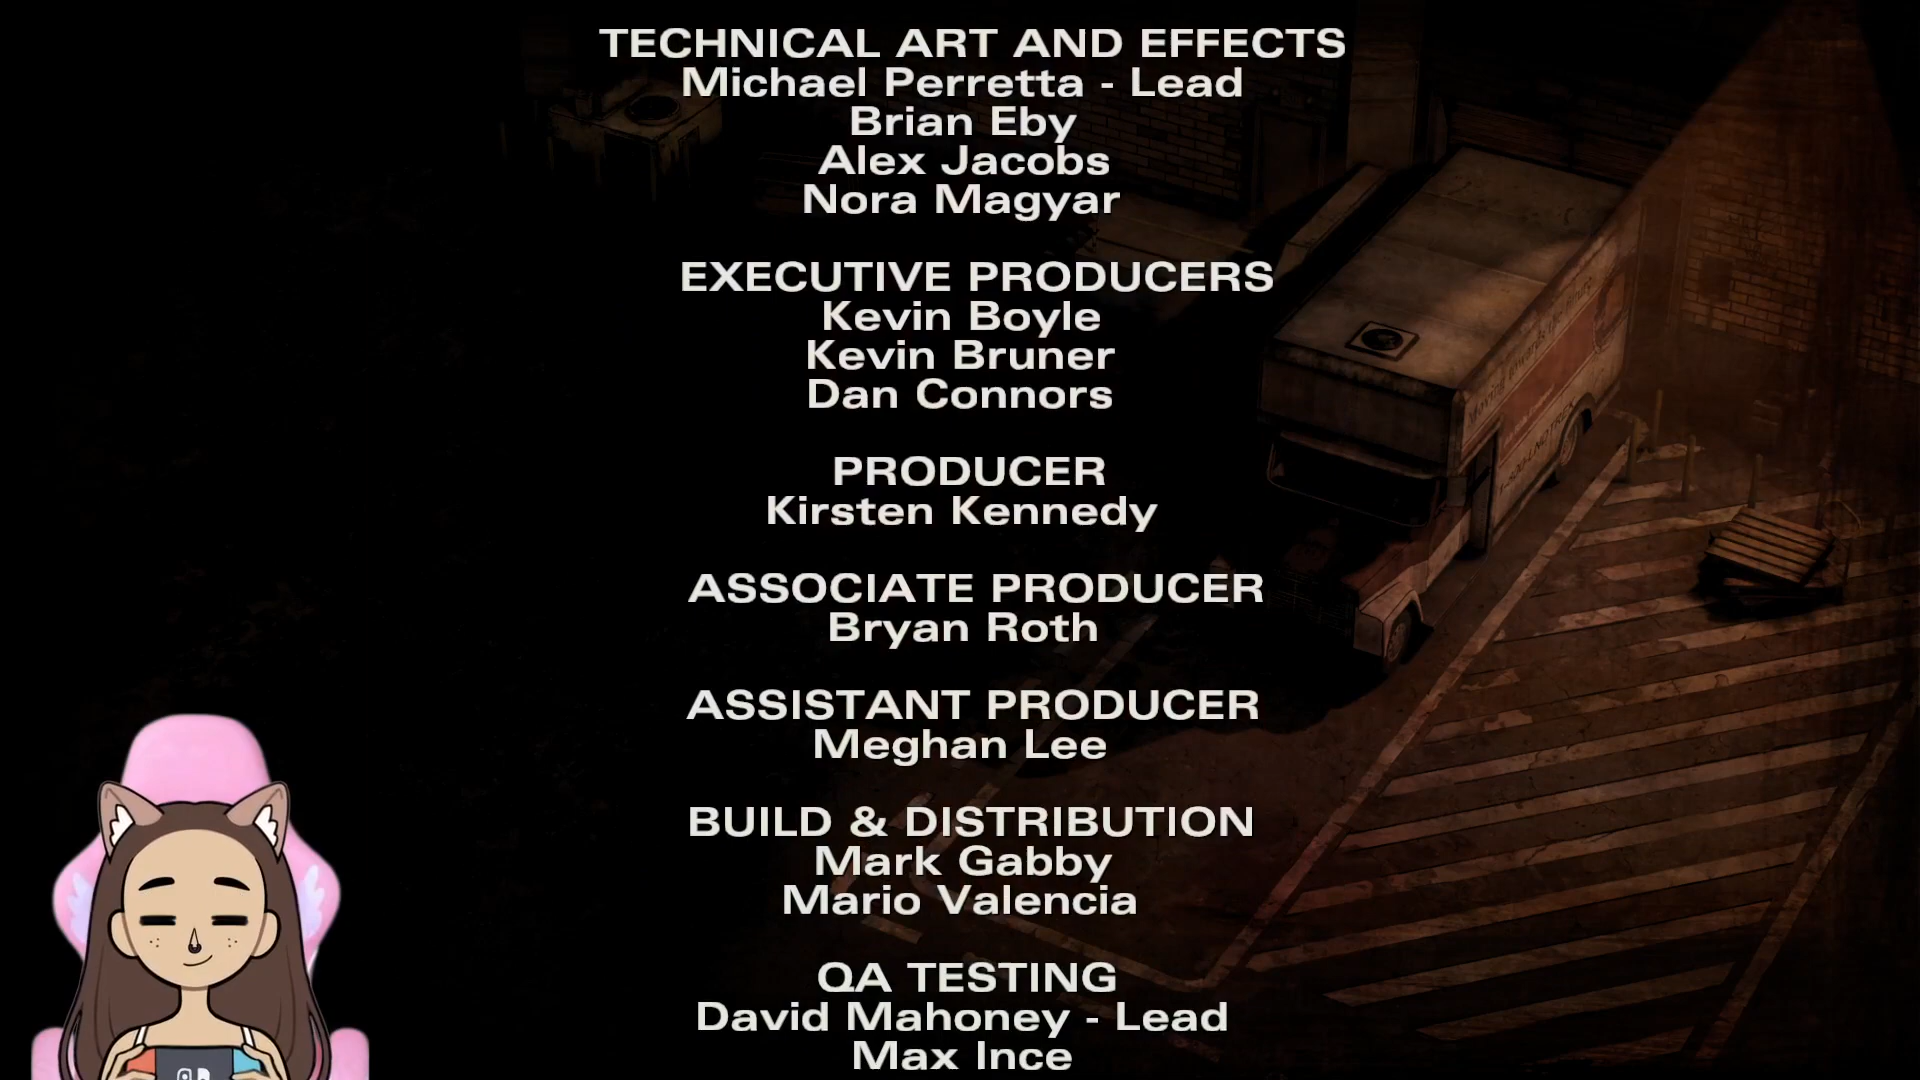 TECHNICAL ART AND EFFECTS
Michael Perretta - Lead
Brian Eby
Alex Jacobs
Nora Magyar
EXECUTIVE PRODUCERS
Kevin Boyle
Kevin Bruner
Dan Connors
PRODUCER
Kirsten Kennedy
ASSOCIATE PRODUCER
Bryan Roth
ASSISTANT PRODUCER
Meghan Lee
BUILD & DISTRIBUTION
Mark Gabby
Mario Valencia
QA TESTING
David Mahoney - Lead
Max Ince